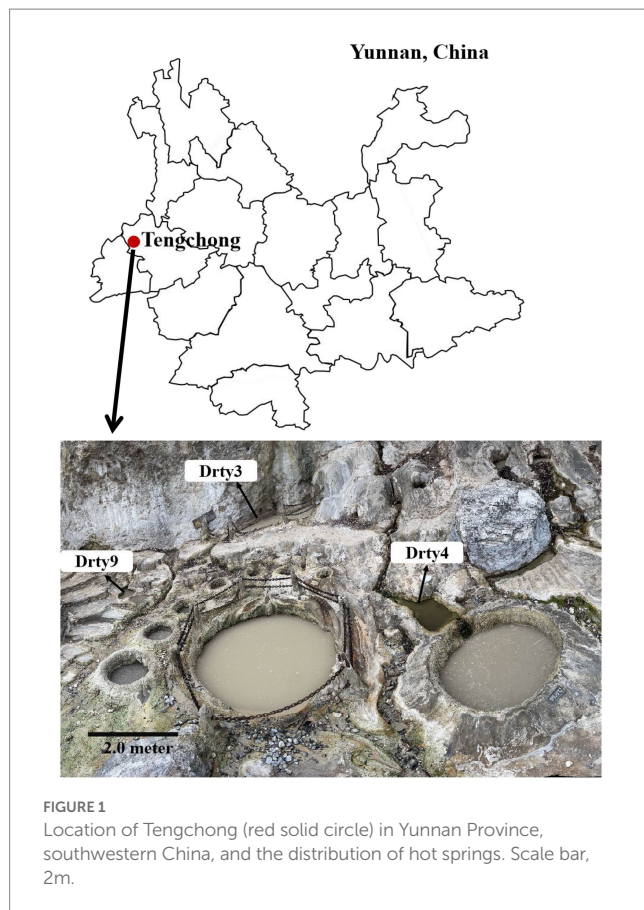 Yunnan, China
Tengchong
Drty3
Drty9
Drty4
2.0 meter
FIGURE 1
Location of Tengchong (red solid circle) in Yunnan Province,
southwestern China, and the distribution of hot springs. Scale bar,
2m.